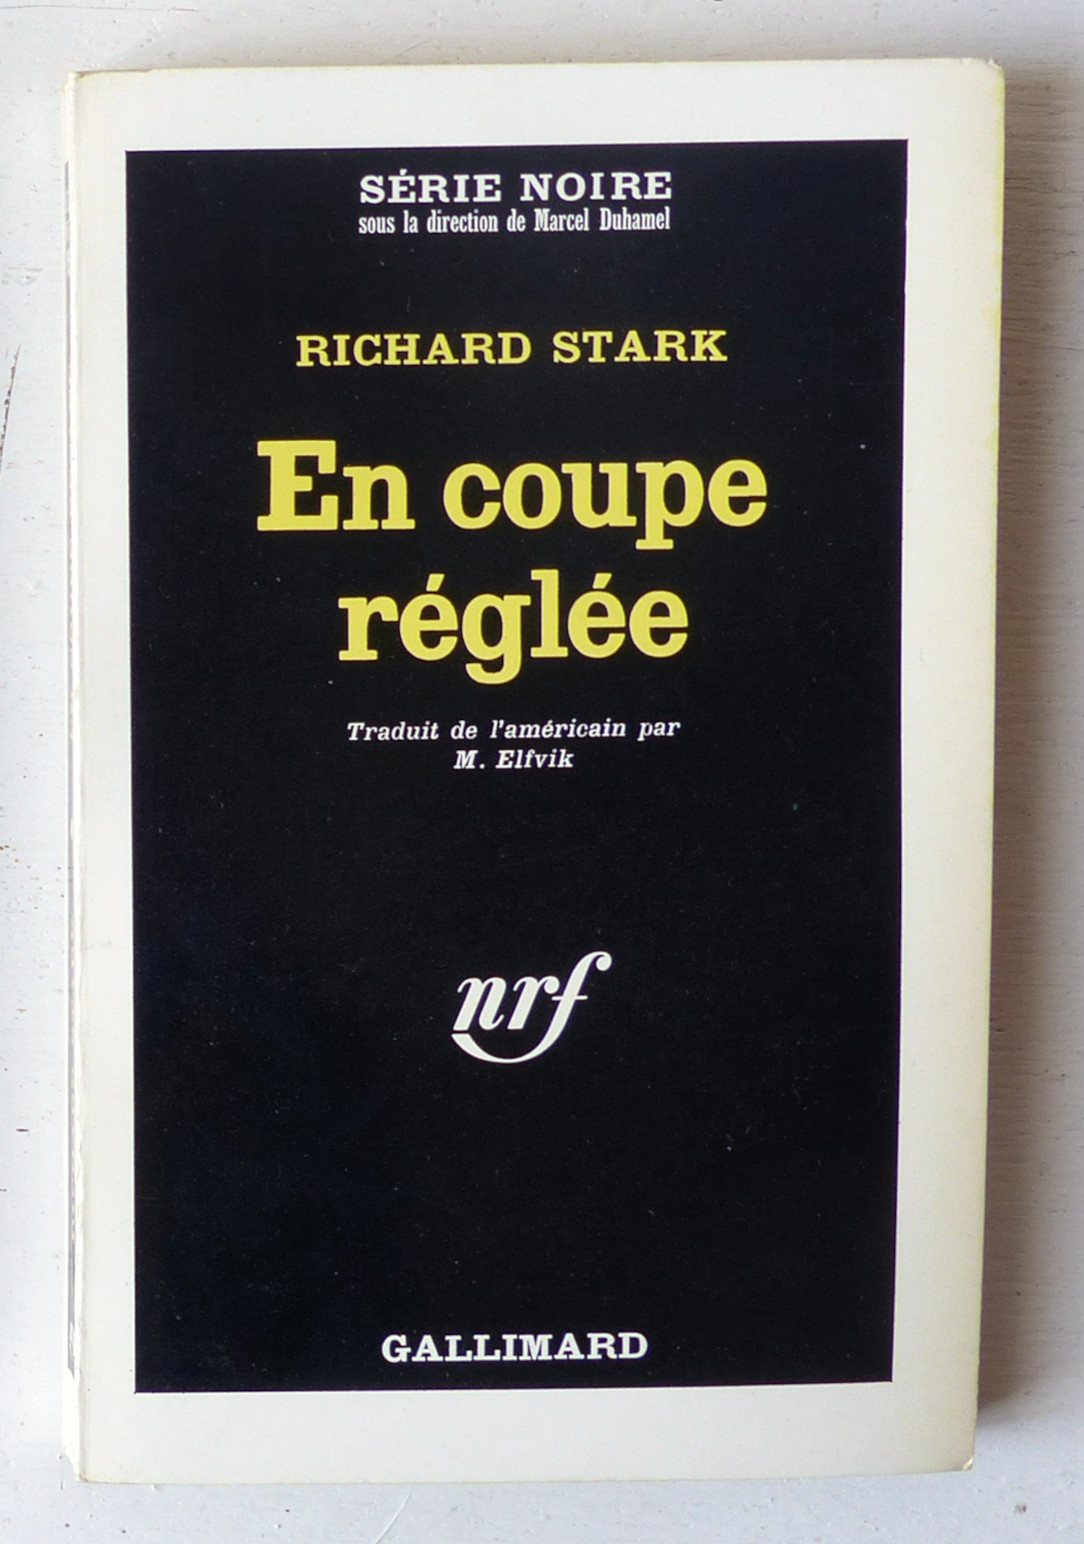 SÉRIE NOIRE
sous la direction de Marcel Duhamel
RICHARD STARK
En coupe
réglée
Traduit de l'américain par
M. Elfvik
nrf
GALLIMARD